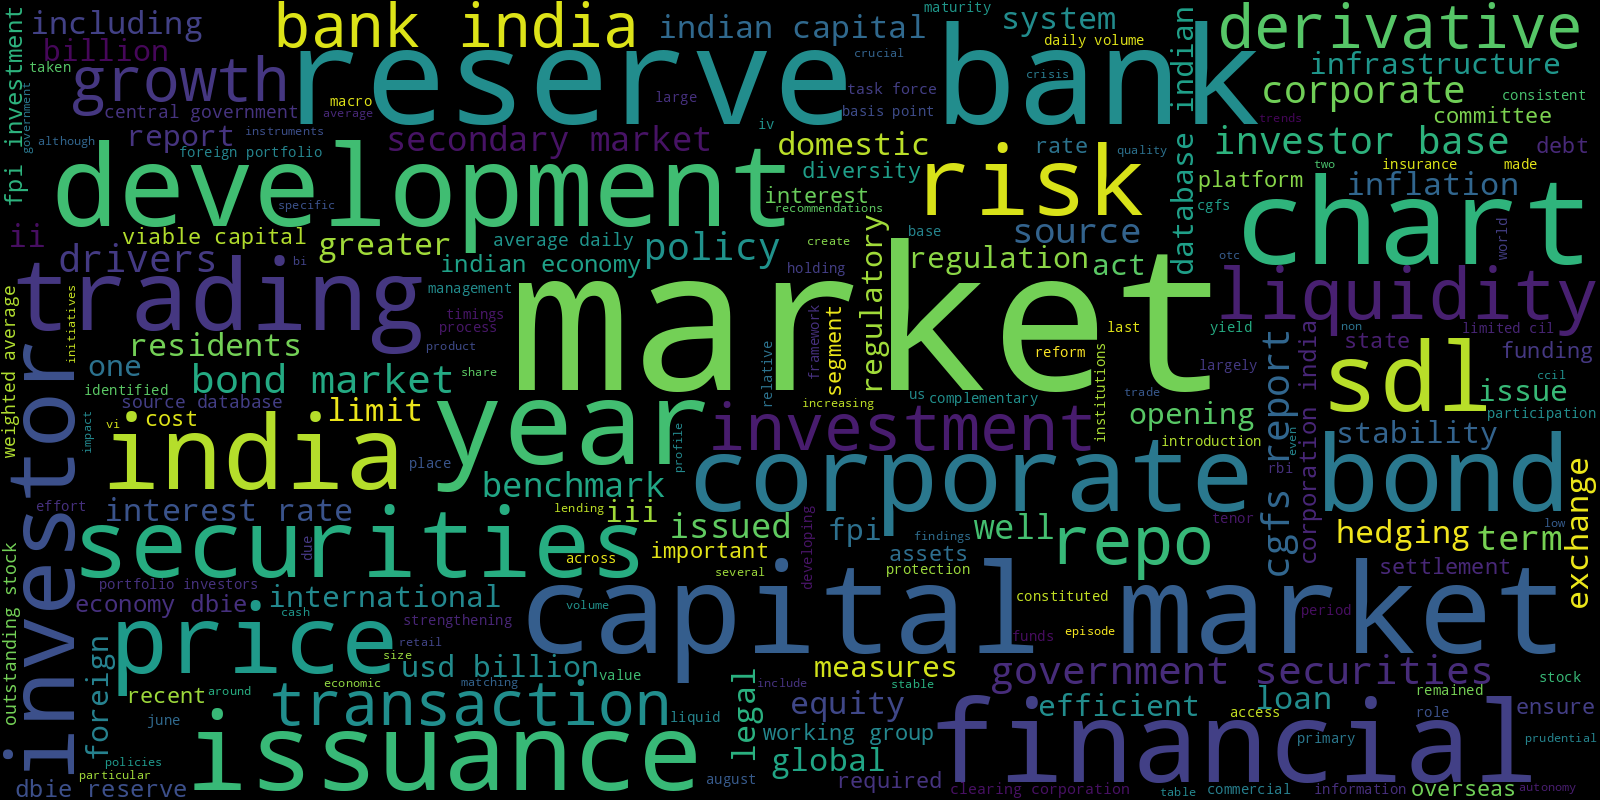 fpi investment
including
billion
taken
government
although
growth
central government
report
instruments
foreign portfolio
bank india
reserve bank
macro
average
indian capital
maturity
system
daily volume
crucial
crisis
task force
basis point
large
secondary market
iv
database indian
derivative
infrastructure
corporate
consistent
committee
trends
investor base
debt
development
specific
domestic
diversity
interest
recommendations
risk
rate
quality
two
insurance
made
platform
inflation
cgfs
chart
world
otc
ii
viable capital
drivers
bi
greater
average daily
indian economy
policy
management
create
base
holding
regulatory
source
regulation
act
trading
initiatives
weighted average
residents
timings
process
product
market
relative
framework
segment
last
reform
institutions
liquidity
yield
limited cil
state
non
funding
ccil
largely
one
identified
source database
bond market
share
limit
cost
vi
impact
india
place
year
profile
increasing
us
complementary
trade
investment
opening
introduction
sdl
issue
participation
stability
investor
effort
interest rate
benchmark
lending
iii
issued
corporate
cgfs report
rbi
even
corporation india
bond
exchange
securities
due
across
important
several
developing
fpi
well
findings
assets
protection
repo
tenor
hedging
low
term
settlement
outstanding stock
portfolio investors
economy dbie
international
cash
strengthening
volume
capital market
constituted
period
funds
episode
price
retail
size
usd billion
value
economic
matching
measures
government securities
foreign
recent
around
june
transaction
liquid
legal
include
stable
equity
efficient
loan
access
remained
stock
role
ensure
working group
primary
prudential
policies
particular
dbie reserve
issuance
august
global
required
financial
clearing corporation
table
commercial
information
overseas
autonomy